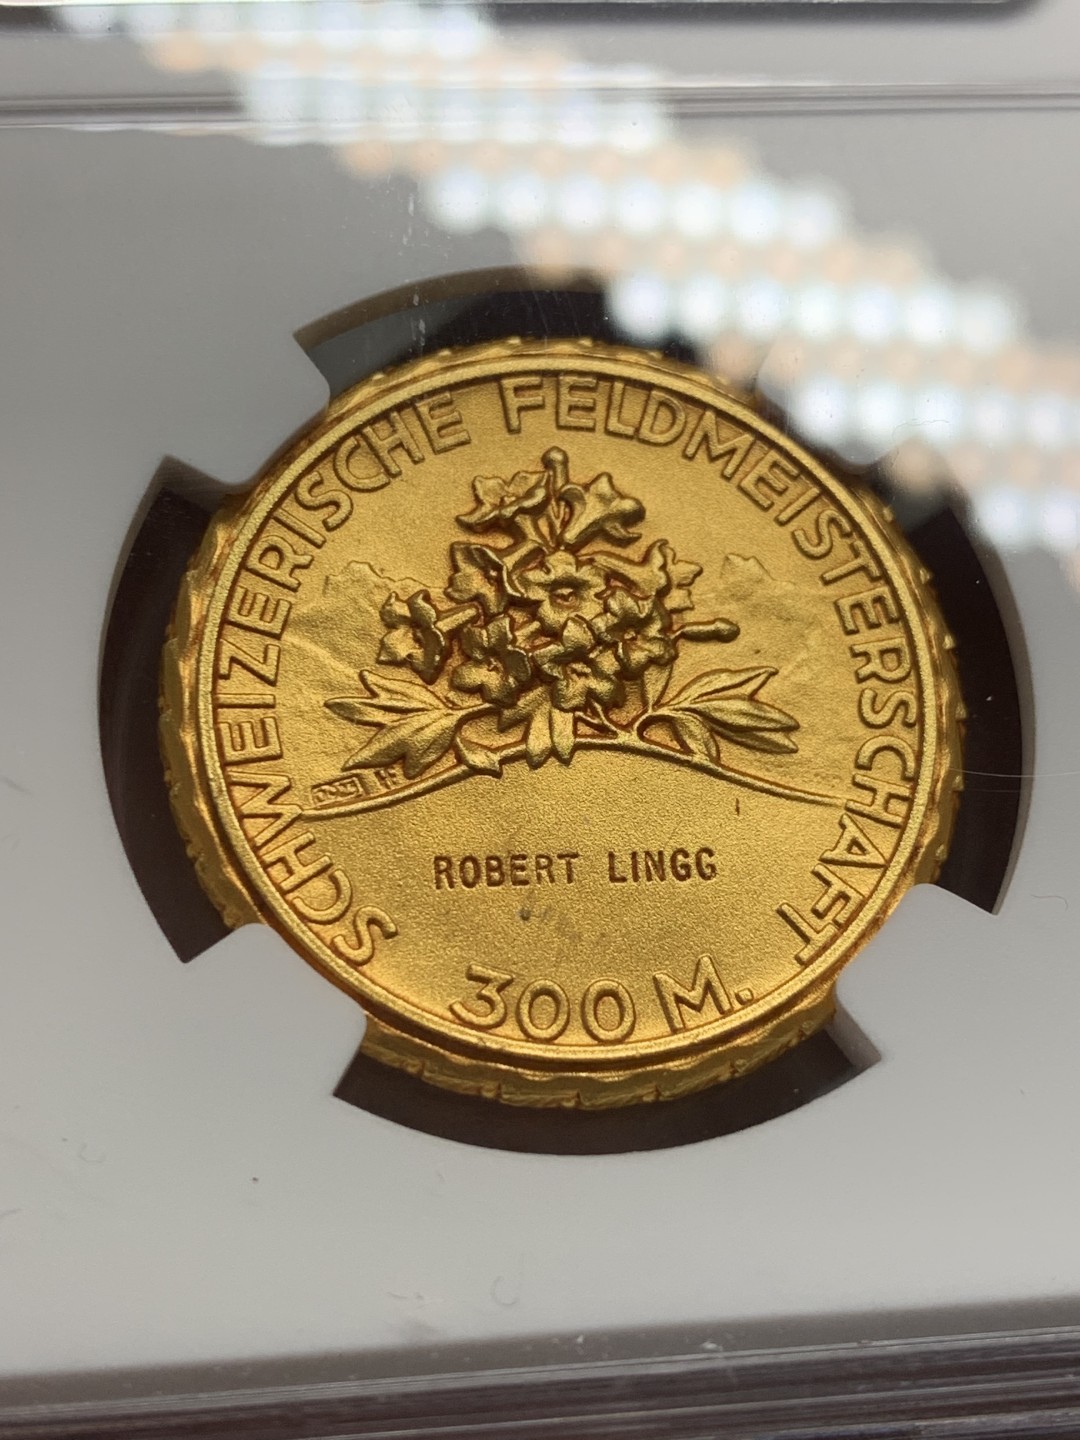 SCHWEIZERISCHE FELDMEISTERSCHAFT
ROBERT LINGG
300 M.